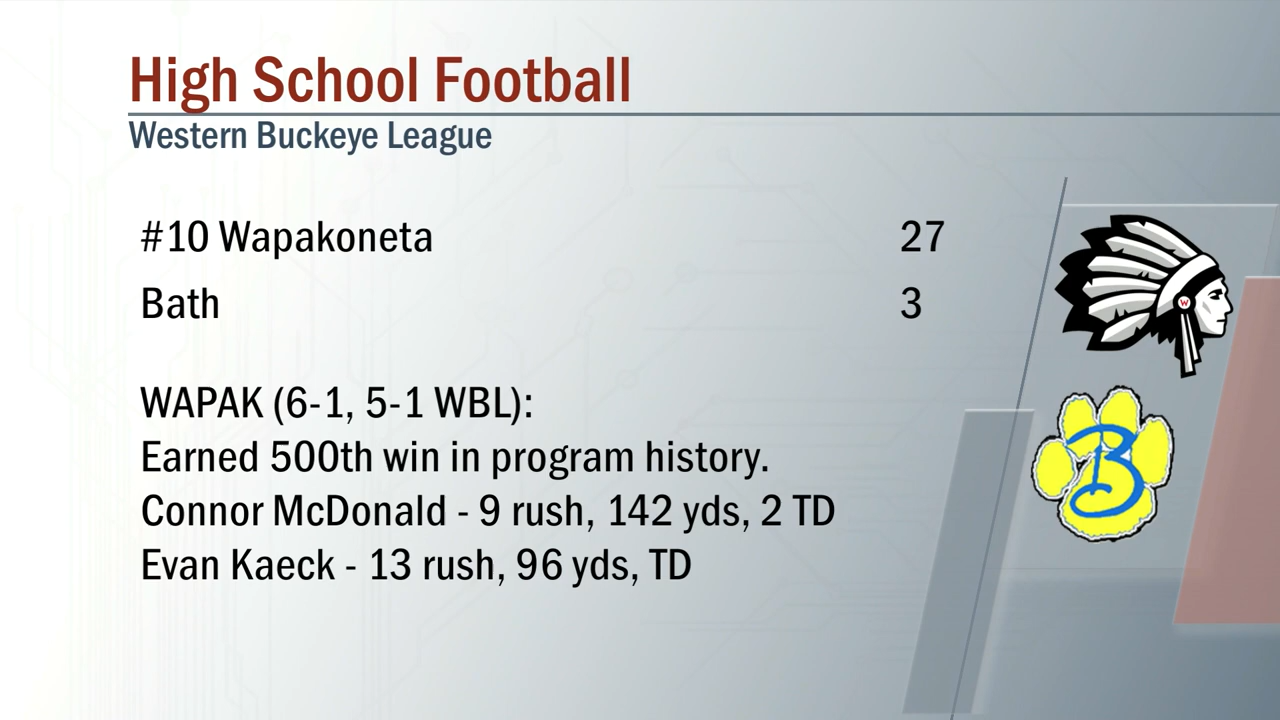 High School Football
Western Buckeye League
#10 Wapakoneta 27
Bath 3
WAPAK (6-1, 5-1 WBL):
Earned 500th win in program history.
Connor McDonald - 9 rush, 142 yds, 2 TD
Evan Kaeck - 13 rush, 96 yds, TD
W
B